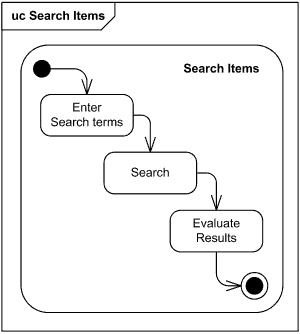 uc Search Items
Search Items
Enter
Search terms
Search
Evaluate
Results